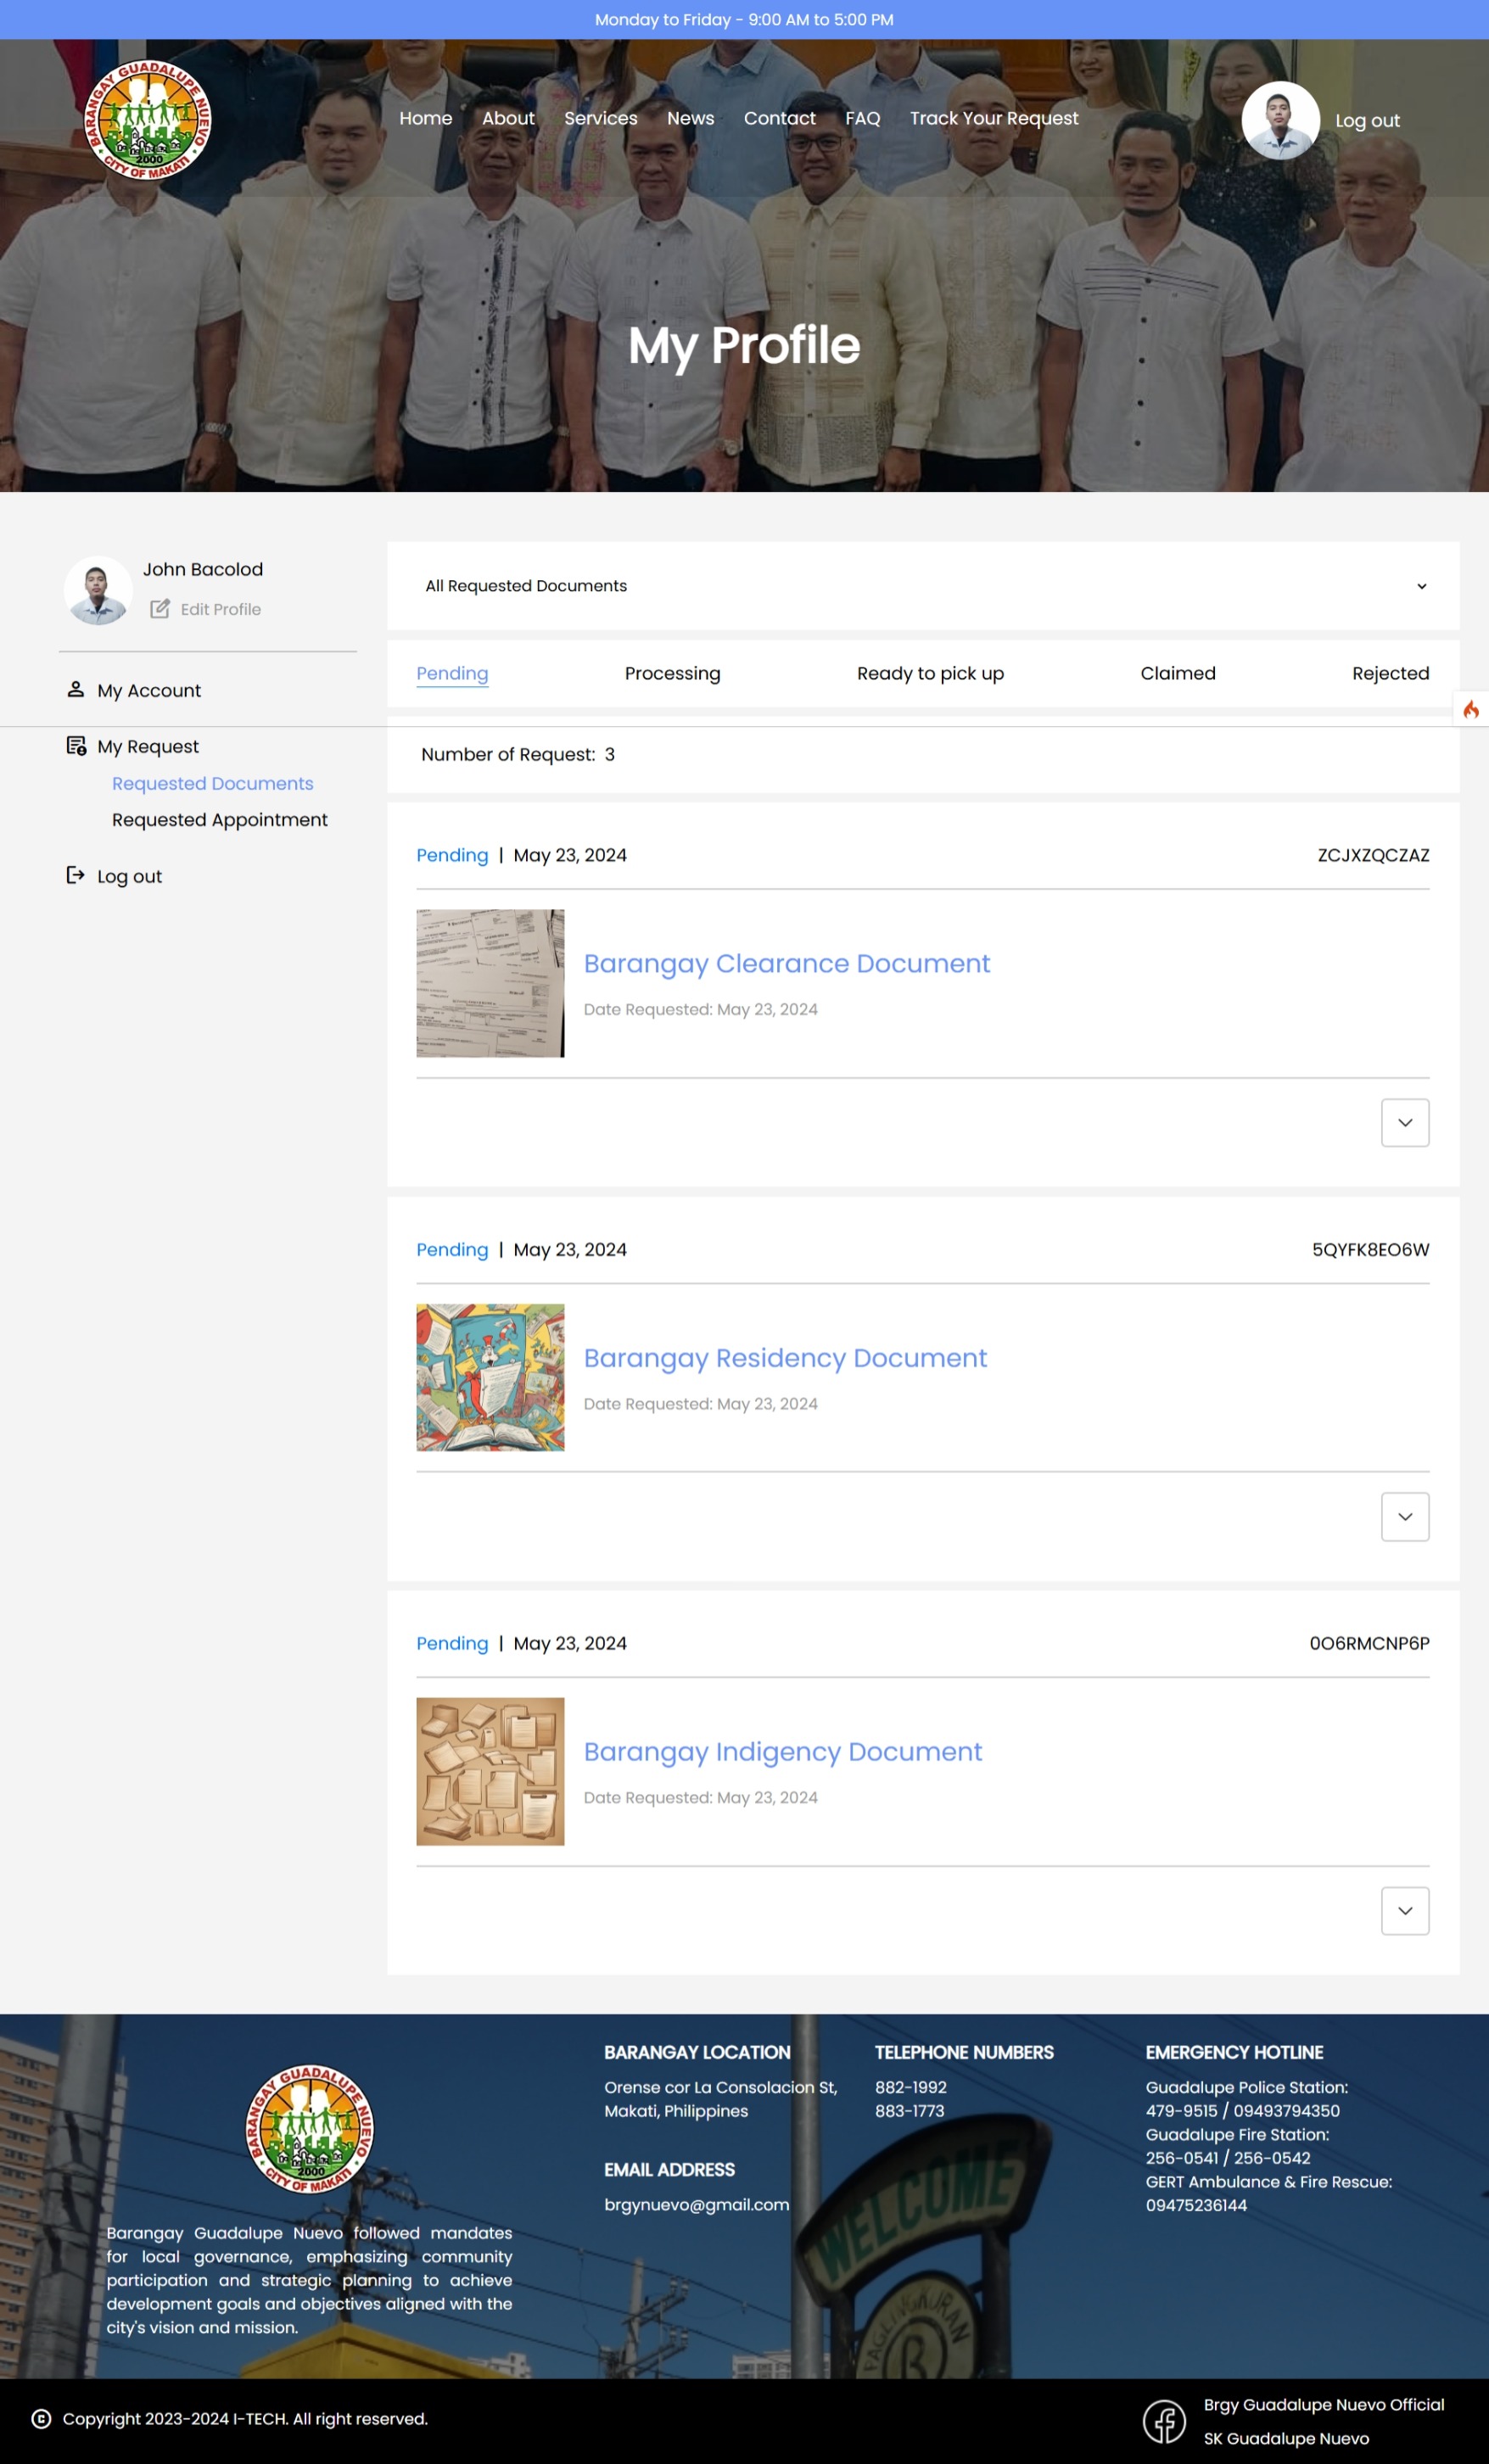 Monday to Friday - 9:00 AM to 5:00 PM
BARANGAY GUADALUPE NUEVO
2000
CITY OF MAKATI
Home About Services News Contact FAQ Track Your Request
Log out
My Profile
John Bacolod
Edit Profile
My Account
My Request
Requested Documents
Requested Appointment
Log out
All Requested Documents
Pending Processing Ready to pick up Claimed Rejected
Number of Request: 3
Pending | May 23, 2024 ZCJXZQCZAZ
Barangay Clearance Document
Date Requested: May 23, 2024
Pending | May 23, 2024 5QYFK8EO6W
Barangay Residency Document
Date Requested: May 23, 2024
Pending | May 23, 2024 0O6RMCNP6P
Barangay Indigency Document
Date Requested: May 23, 2024
BARANGAY GUADALUPE NUEVO
2000
CITY OF MAKATI
Barangay Guadalupe Nuevo followed mandates
for local governance, emphasizing community
participation and strategic planning to achieve
development goals and objectives aligned with the
city's vision and mission.
BARANGAY LOCATION
Orense cor La Consolacion St,
Makati, Philippines
EMAIL ADDRESS
brgynuevo@gmail.com
TELEPHONE NUMBERS
882-1992
883-1773
EMERGENCY HOTLINE
Guadalupe Police Station:
479-9515 / 09493794350
Guadalupe Fire Station:
256-0541 / 256-0542
GERT Ambulance & Fire Rescue:
09475236144
WELCOME
Copyright 2023-2024 I-TECH. All right reserved.
Brgy Guadalupe Nuevo Official
SK Guadalupe Nuevo